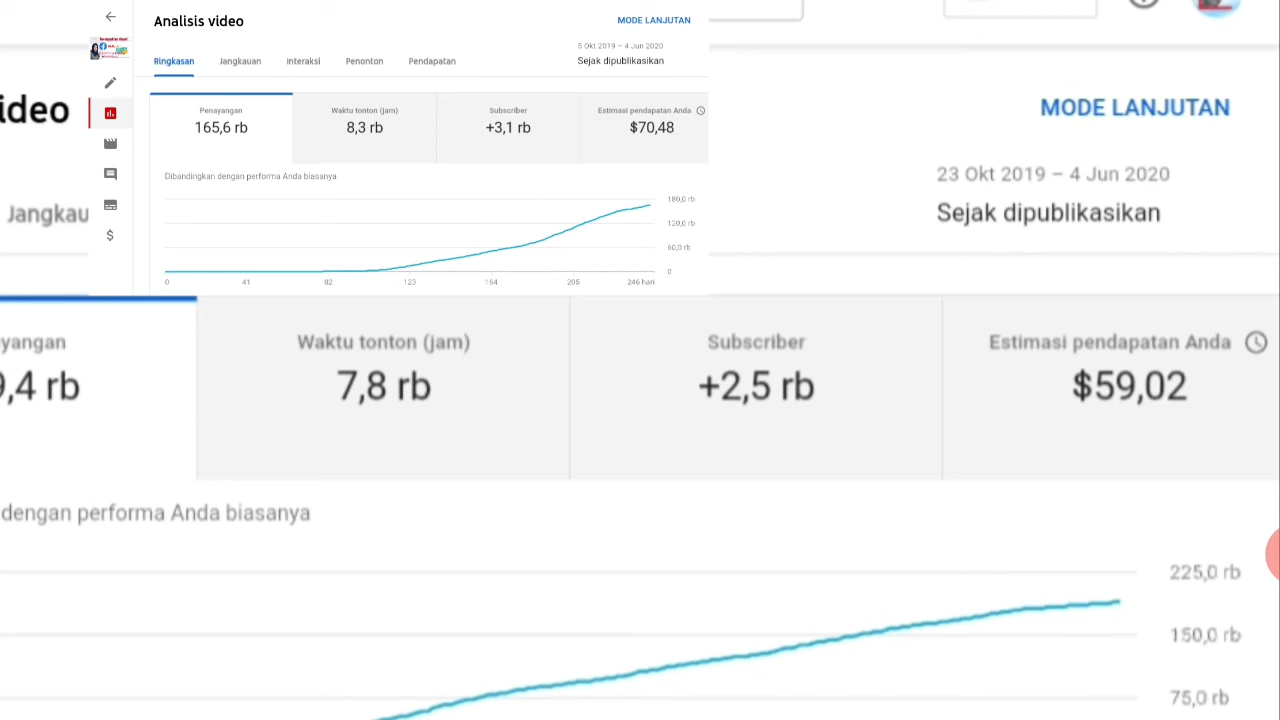 Analisis video
MODE LANJUTAN
5 Okt 2019 – 4 Jun 2020
Sejak dipublikasikan
Ringkasan
Jangkauan
Interaksi
Penonton
Pendapatan
Penayangan
165,6 rb
Waktu tonton (jam)
8,3 rb
Subscriber
+3,1 rb
Estimasi pendapatan Anda
$70,48
Dibandingkan dengan performa Anda biasanya
180,0 rb
120,0 rb
60,0 rb
0
0 41 82 123 164 205 246 hari
ideo
MODE LANJUTAN
23 Okt 2019 – 4 Jun 2020
Sejak dipublikasikan
Jangkau
yangan
9,4 rb
Waktu tonton (jam)
7,8 rb
Subscriber
+2,5 rb
Estimasi pendapatan Anda
$59,02
dengan performa Anda biasanya
225,0 rb
150,0 rb
75,0 rb